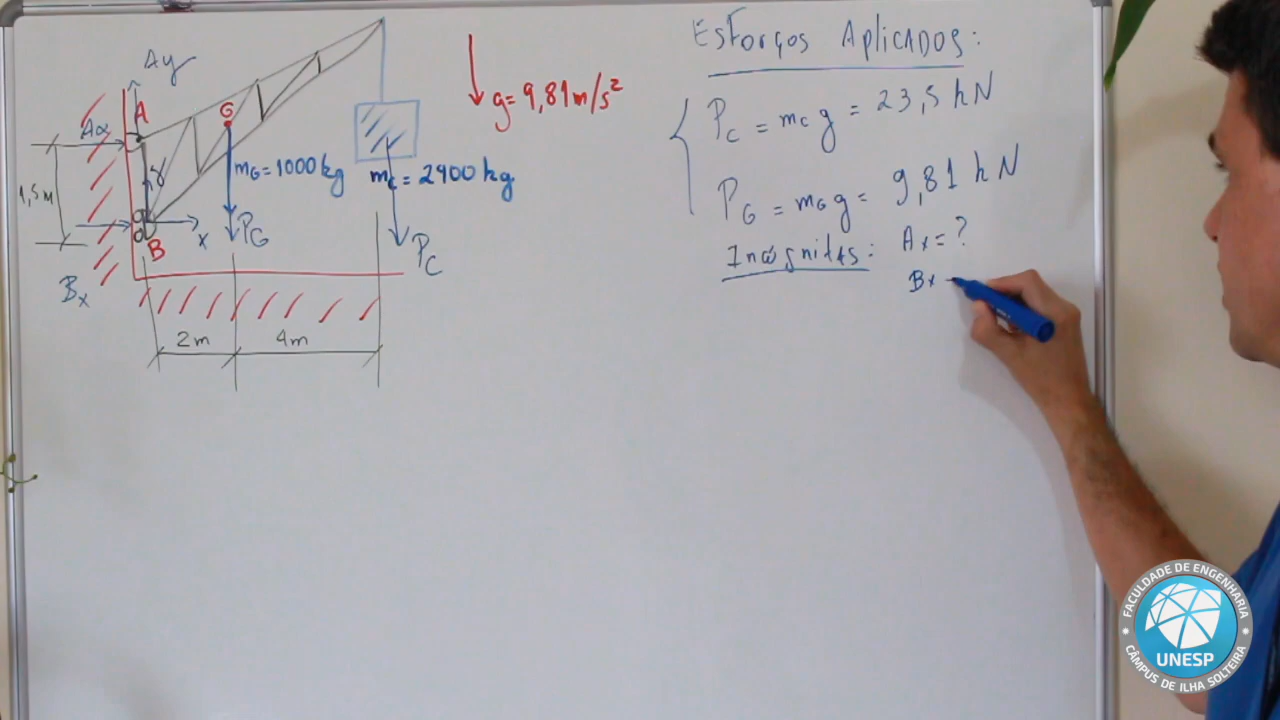 Ay
A
Ax
G
g= 9,81m/s²
1,5M
y
mG= 1000 kg
mc= 2400 kg
x
PG
B
PC
Bx
2m
4m
Esforços Aplicados:
PC = mc g = 23,5 kN
PG = mG g = 9,81 kN
Incógnitas: Ax = ?
Bx
FACULDADE DE ENGENHARIA
UNESP
CÂMPUS DE ILHA SOLTEIRA